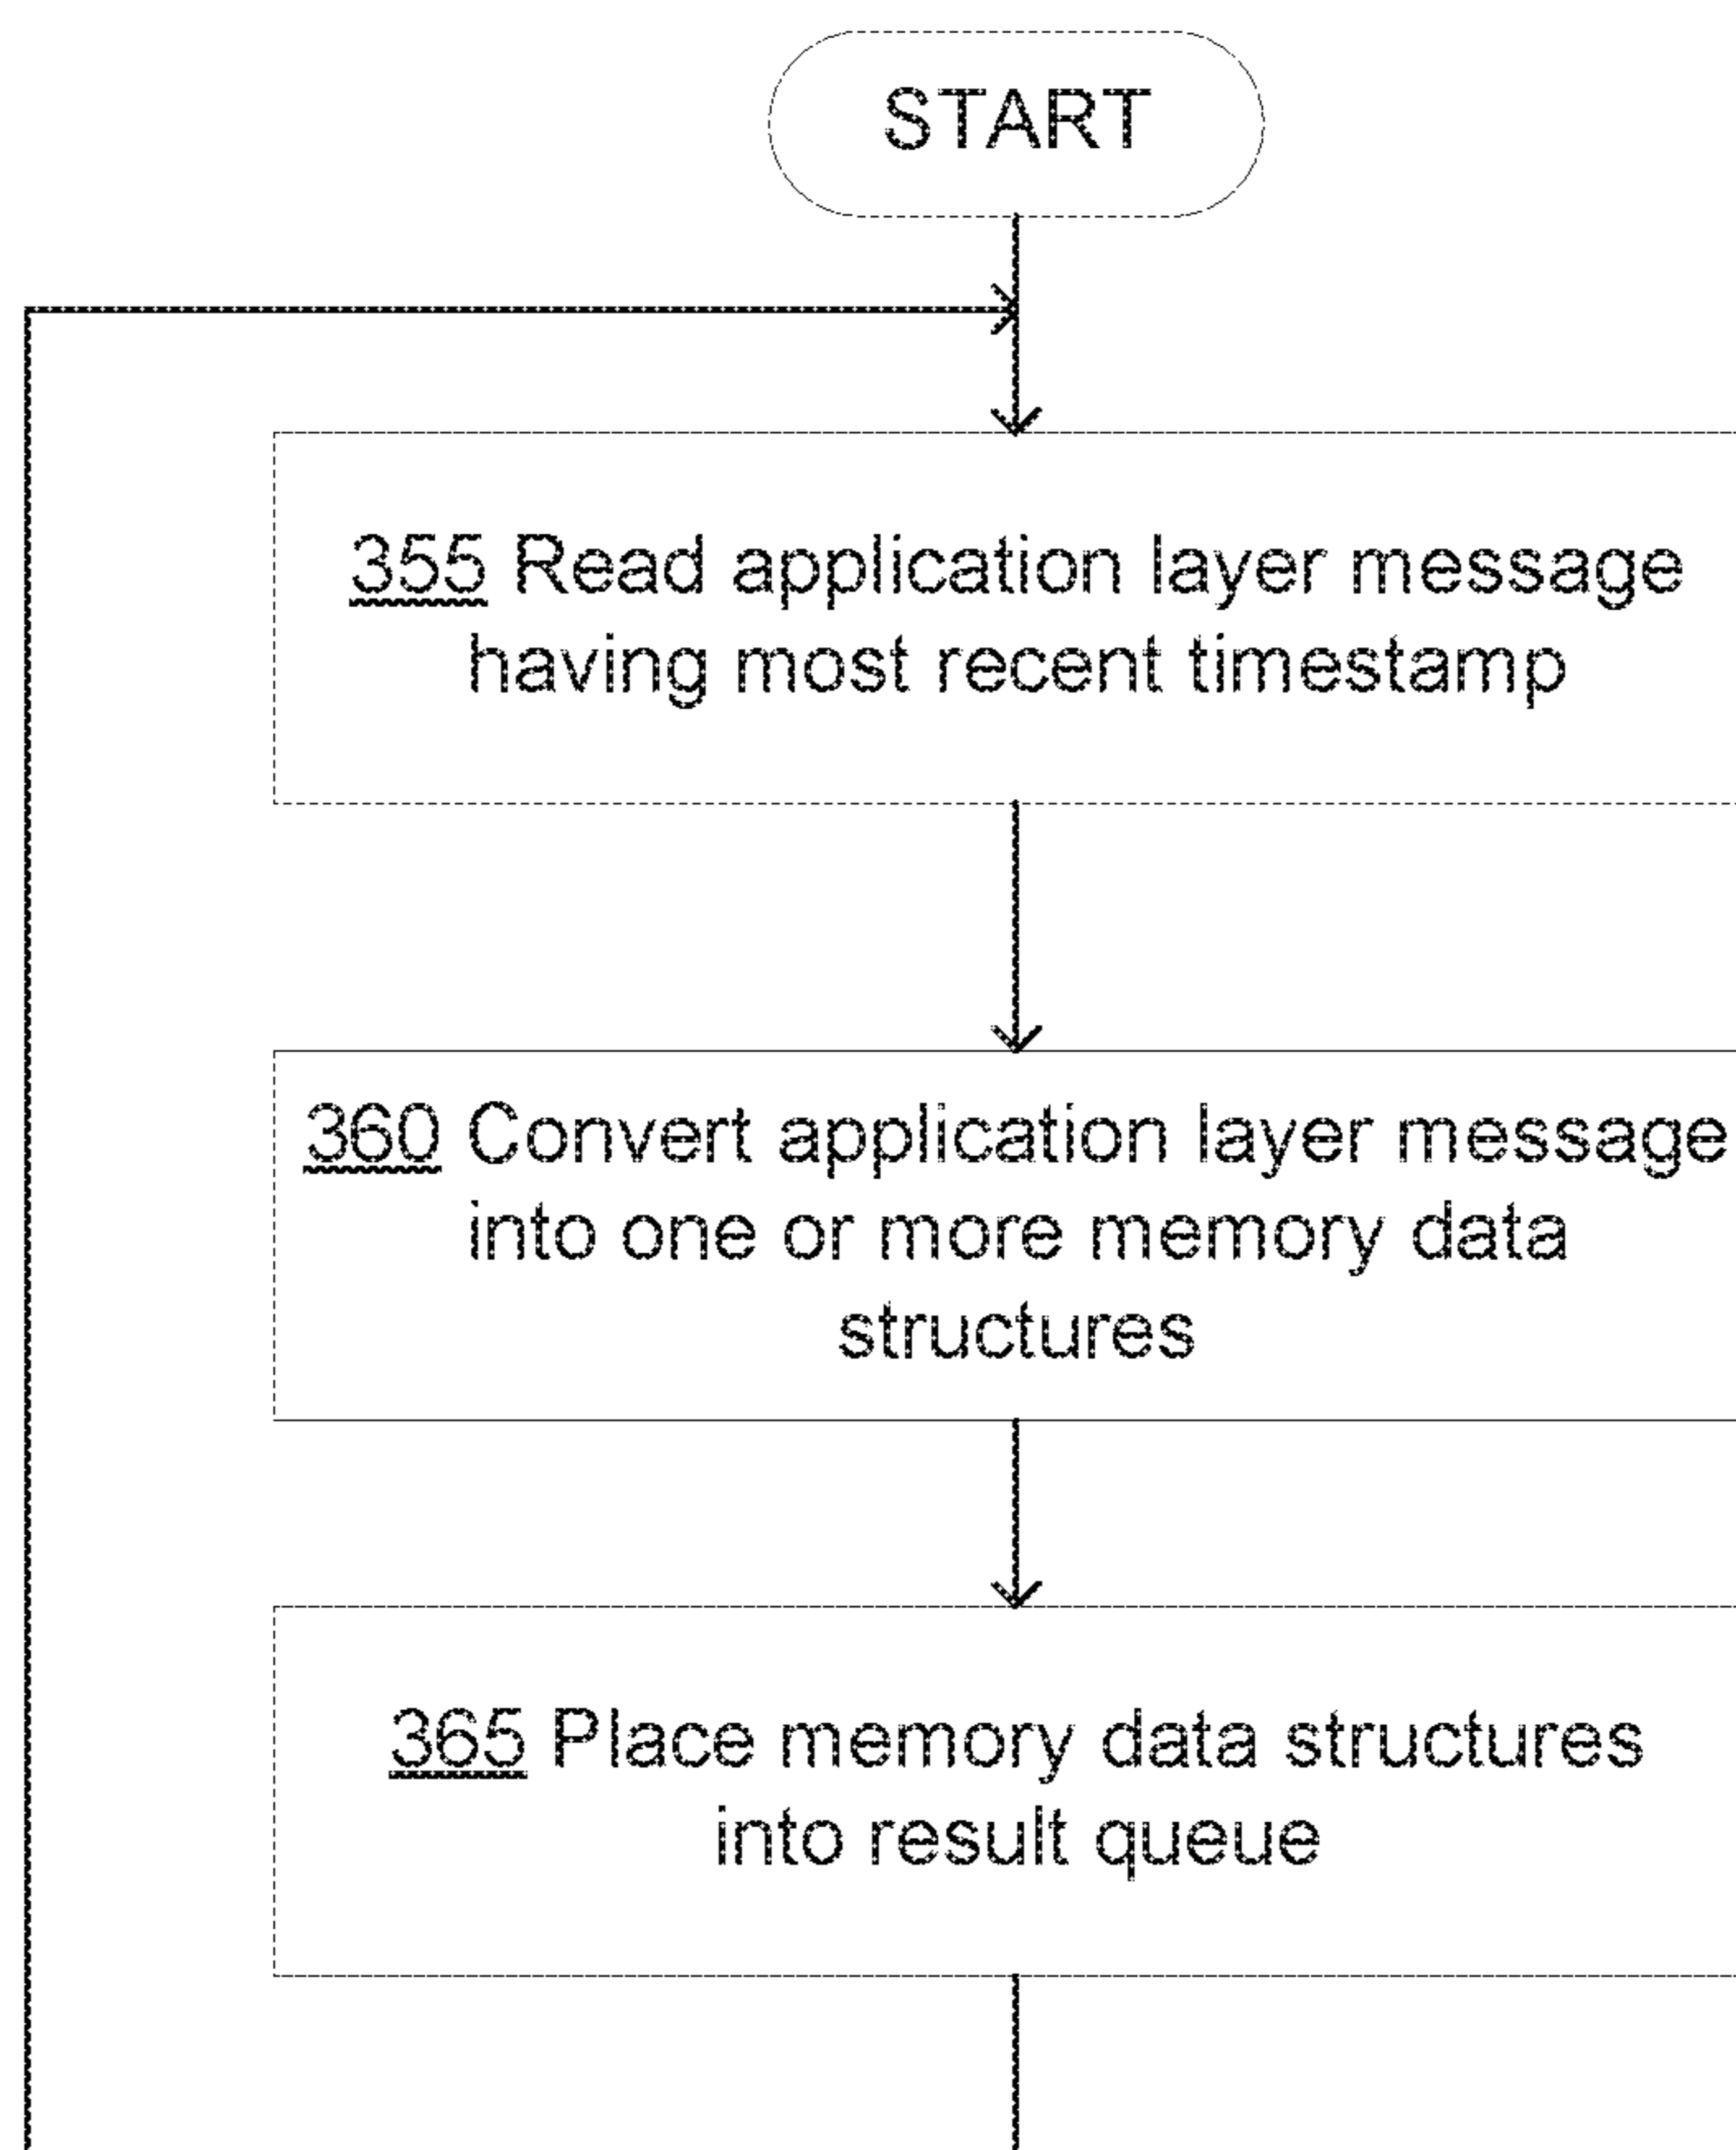 START
355 Read application layer message
having most recent timestamp
360 Convert application layer message
into one or more memory data
structures
365 Place memory data structures
into result queue